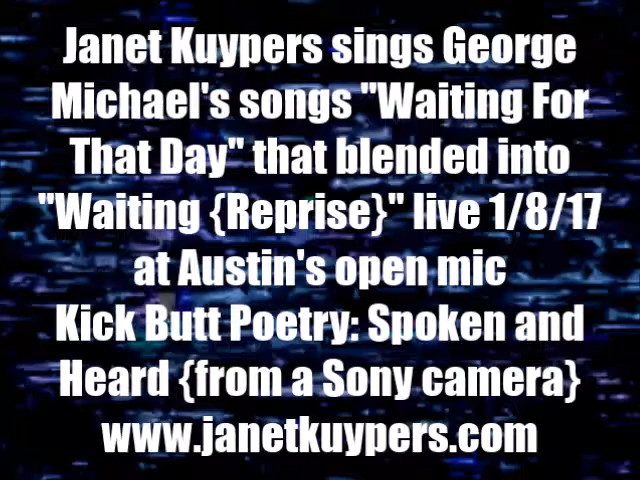 Janet Kuypers sings George
Michael's songs "Waiting For
That Day" that blended into
"Waiting {Reprise}" live 1/8/17
at Austin's open mic
Kick Butt Poetry: Spoken and
Heard {from a Sony camera}
www.janetkuypers.com